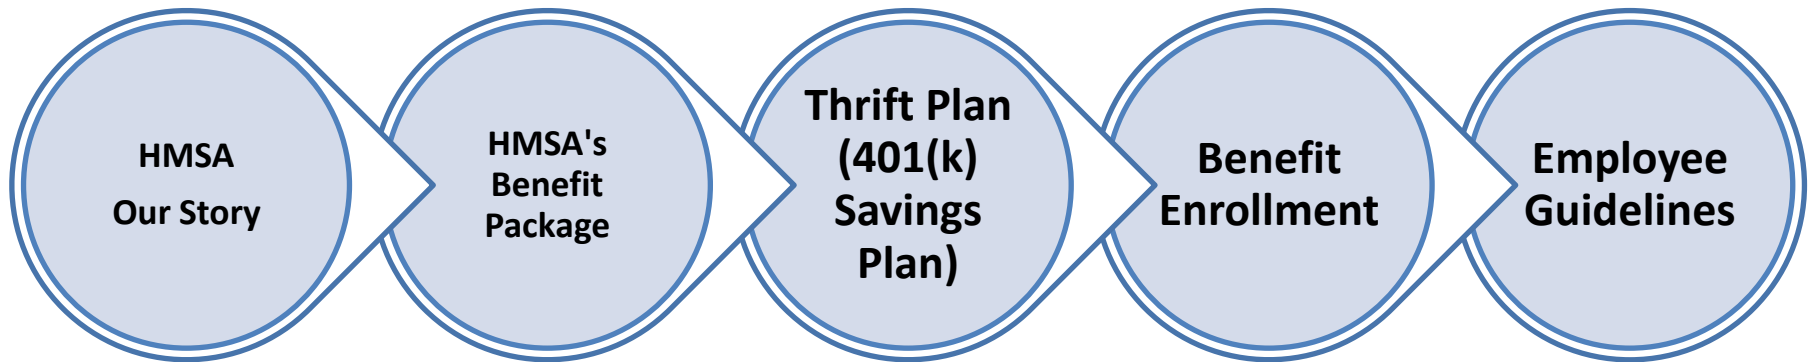 HMSA
Our Story
HMSA's
Benefit
Package
Thrift Plan
(401(k)
Savings
Plan)
Benefit
Enrollment
Employee
Guidelines